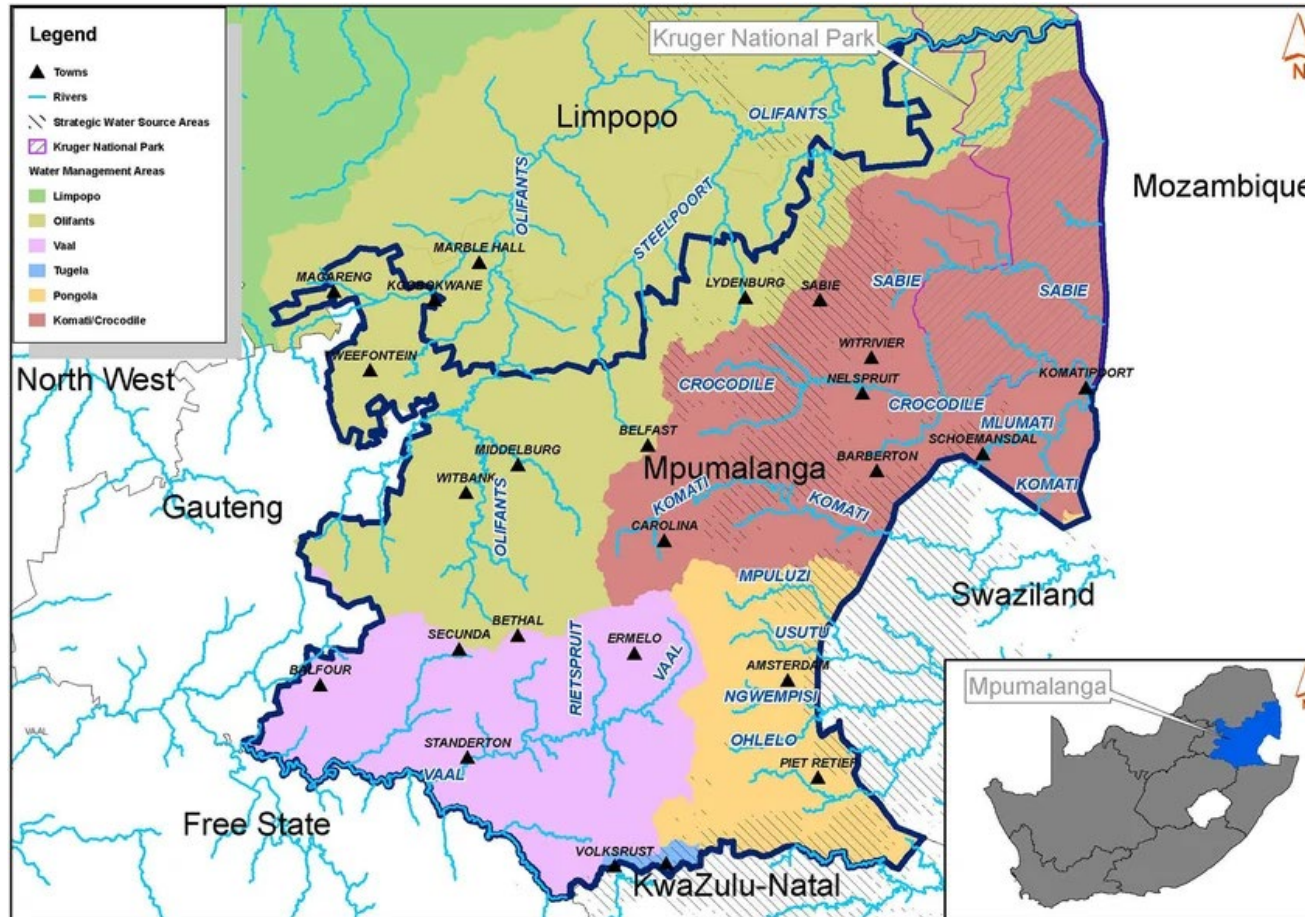 Legend
Towns
Rivers
Strategic Water Source Areas
Kruger National Park
Water Management Areas
Limpopo
Olifants
Vaal
Tugela
Pongola
Komati/Crocodile
Kruger National Park
N
Limpopo
OLIFANTS
OLIFANTS
STEELPOORT
Mozambique
MARBLE HALL
MAGARENG
LYDENBURG
SABIE
SABIE
SABIE
WITRIVIER
North West
NELSPRUIT
KOMATIPOORT
CROCODILE
CROCODILE
MLUMATI
BELFAST
SCHOEMANSDAL
MIDDELBURG
Mpumalanga
BARBERTON
WITBANK
KOMATI
KOMATI
KOMATI
Gauteng
OLIFANTS
CAROLINA
MPULUZI
Swaziland
BETHAL
SECUNDA
RIETSPRUIT
ERMELO
VAAL
USUTU
BALFOUR
AMSTERDAM
NGWEMPISI
VAAL
STANDERTON
OHLELO
VAAL
PIET RETIEF
Free State
VOLKSRUST
KwaZulu-Natal
Mpumalanga